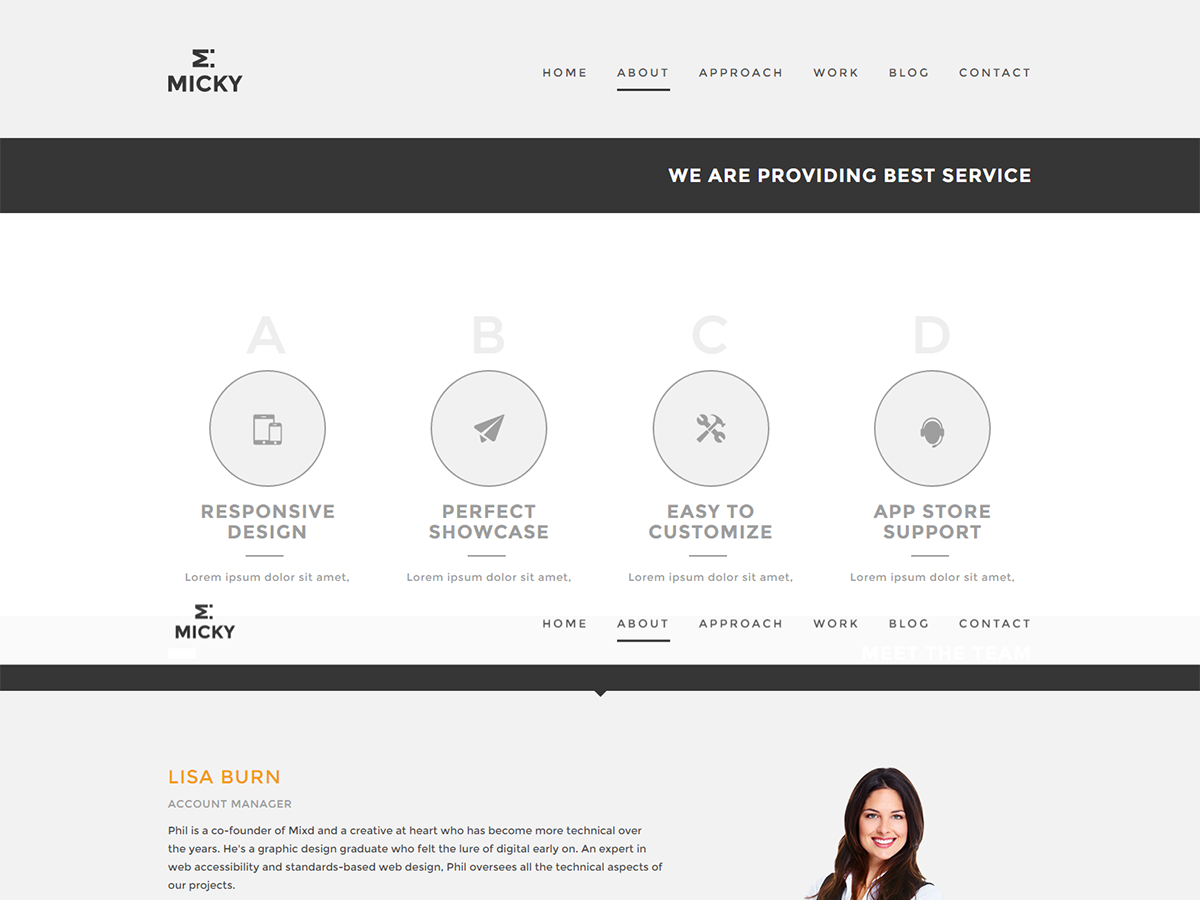 M:
MICKY
HOME ABOUT APPROACH WORK BLOG CONTACT
WE ARE PROVIDING BEST SERVICE
A B C D
RESPONSIVE DESIGN
Lorem ipsum dolor sit amet,
PERFECT SHOWCASE
Lorem ipsum dolor sit amet,
EASY TO CUSTOMIZE
Lorem ipsum dolor sit amet,
APP STORE SUPPORT
Lorem ipsum dolor sit amet,
M:
MICKY
HOME ABOUT APPROACH WORK BLOG CONTACT
MEET THE TEAM
LISA BURN
ACCOUNT MANAGER
Phil is a co-founder of Mixd and a creative at heart who has become more technical over
the years. He's a graphic design graduate who felt the lure of digital early on. An expert in
web accessibility and standards-based web design, Phil oversees all the technical aspects of
our projects.